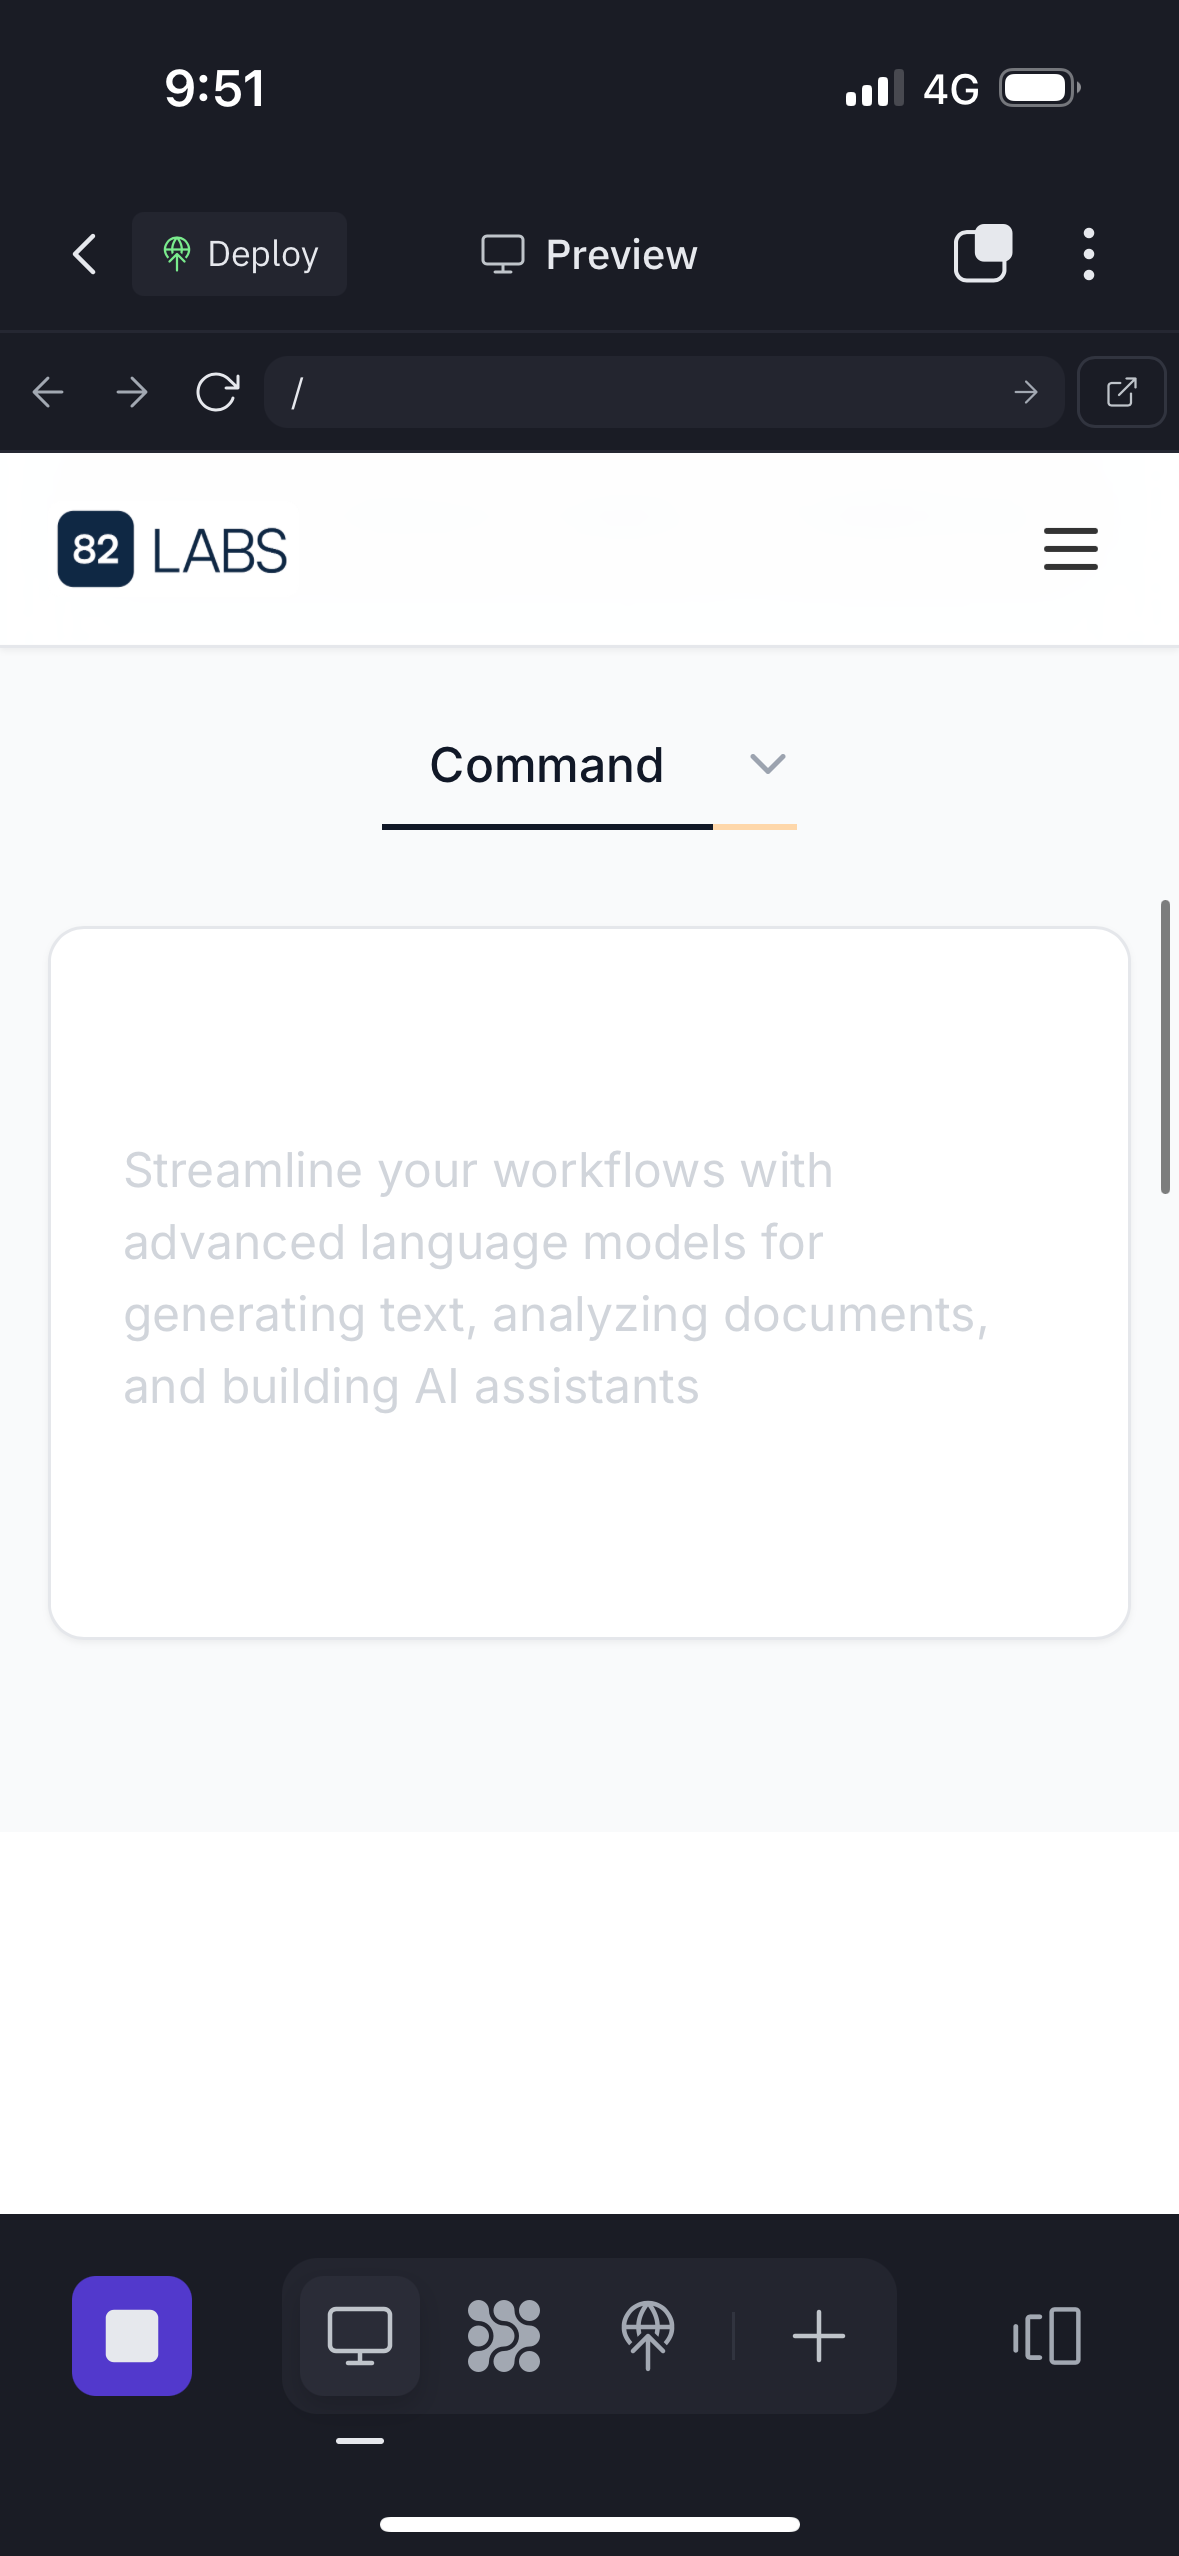 9:51
4G
Deploy
Preview
/
82 LABS
Command
Streamline your workflows with
advanced language models for
generating text, analyzing documents,
and building AI assistants